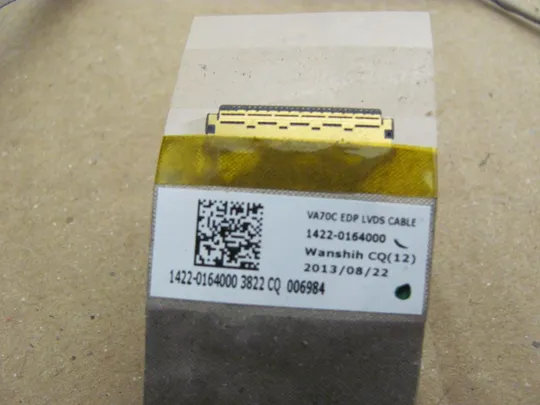 VA70C EDP LVDS CABLE
1422-0164000
Wanshih CQ(12)
2013/08/22
1422-0164000 3822 CQ 006984